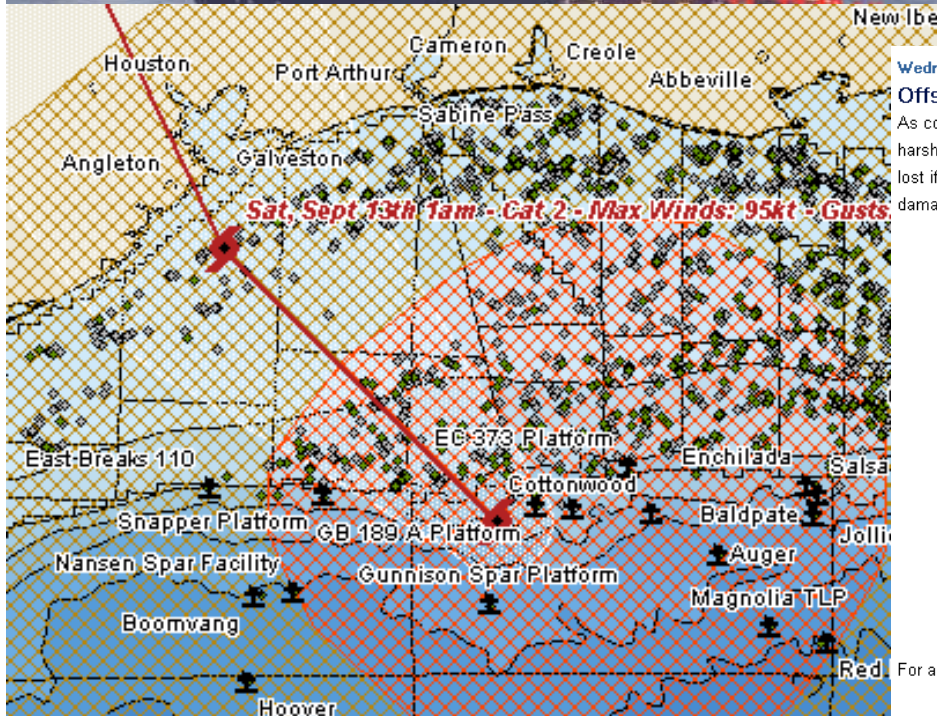 New Ibe
Cameron
Creole
Houston
Port Arthur
Abbeville
Sabine Pass
Angleton
Galveston
Sat, Sept 13th 1am - Cat 2 - Max Winds: 95kt - Gusts:
EC 373 Platform
East Breaks 110
Enchilada
Salsa
Cottonwood
Snapper Platform
GB 189 A Platform
Baldpate
Jollie
Nansen Spar Facility
Gunnison Spar Platform
Auger
Magnolia TLP
Boomvang
Red
Hoover
Wedn
Offs
As co
harsh
lost if
dama
For a